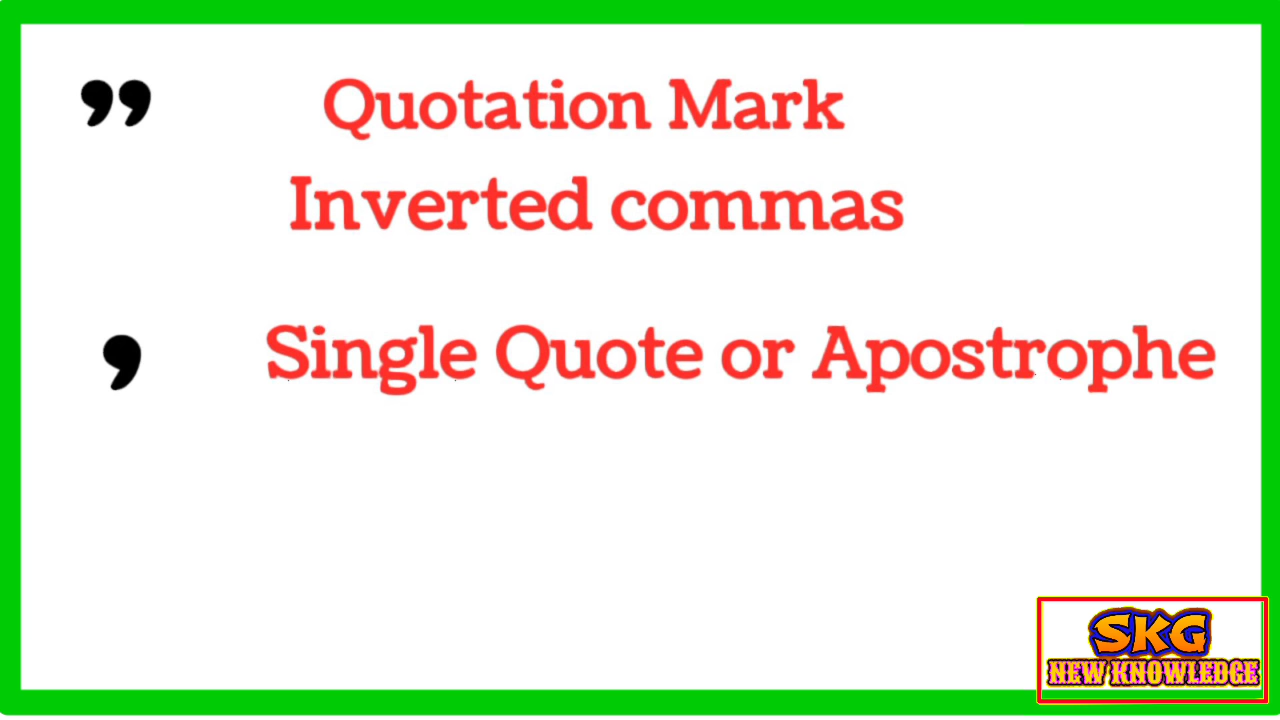 ” Quotation Mark
Inverted commas
’ Single Quote or Apostrophe
SKG
NEW KNOWLEDGE